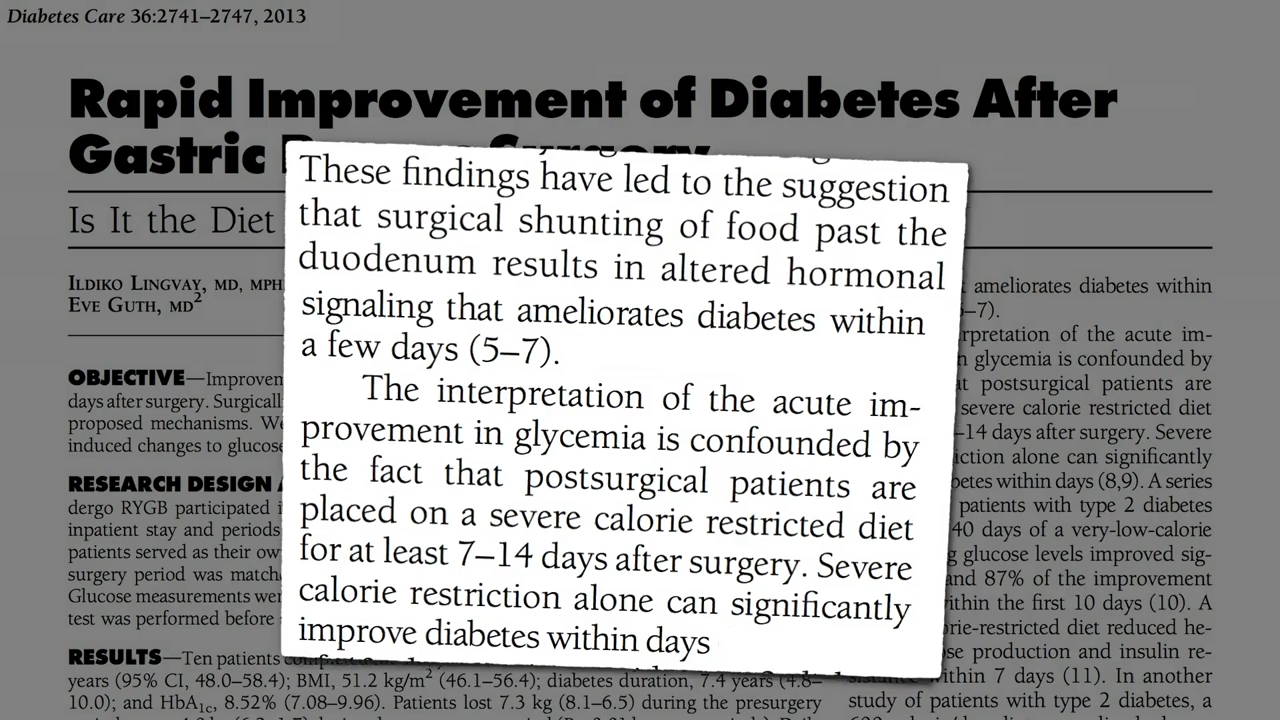 Diabetes Care 36:2741–2747, 2013
Rapid Improvement of Diabetes After
Gastric Surgery
Is It the Diet
ILDIKO LINGVAY, MD, MPH
EVE GUTH, MD2
OBJECTIVE—Improvem
days after surgery. Surgicall
proposed mechanisms. We
induced changes to glucose
RESEARCH DESIGN
dergo RYGB participated i
inpatient stay and periods
patients served as their ow
surgery period was match
Glucose measurements wer
test was performed before
RESULTS—Ten patients
years (95% CI, 48.0–58.4); BMI, 51.2 kg/m2 (46.1–56.4); diabetes duration, 7.4 years (4.8–
10.0); and HbA1c, 8.52% (7.08–9.96). Patients lost 7.3 kg (8.1–6.5) during the presurgery
These findings have led to the suggestion
that surgical shunting of food past the
duodenum results in altered hormonal
signaling that ameliorates diabetes within
a few days (5–7).
The interpretation of the acute im-
provement in glycemia is confounded by
the fact that postsurgical patients are
placed on a severe calorie restricted diet
for at least 7–14 days after surgery. Severe
calorie restriction alone can significantly
improve diabetes within days
ameliorates diabetes within
–7).
rpretation of the acute im-
glycemia is confounded by
at postsurgical patients are
severe calorie restricted diet
–14 days after surgery. Severe
iction alone can significantly
betes within days (8,9). A series
patients with type 2 diabetes
40 days of a very-low-calorie
g glucose levels improved sig-
and 87% of the improvement
ithin the first 10 days (10). A
rie-restricted diet reduced he-
se production and insulin re-
within 7 days (11). In another
study of patients with type 2 diabetes, a